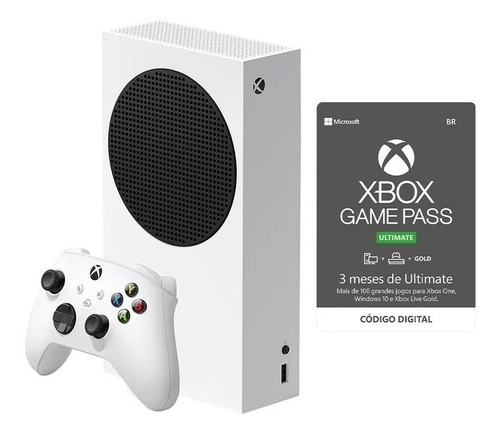 Microsoft BR
XBOX
GAME PASS
ULTIMATE
+ + GOLD
3 meses de Ultimate
Mais de 100 grandes jogos para Xbox One,
Windows 10 e Xbox Live Gold.
CÓDIGO DIGITAL
Y
X B
A